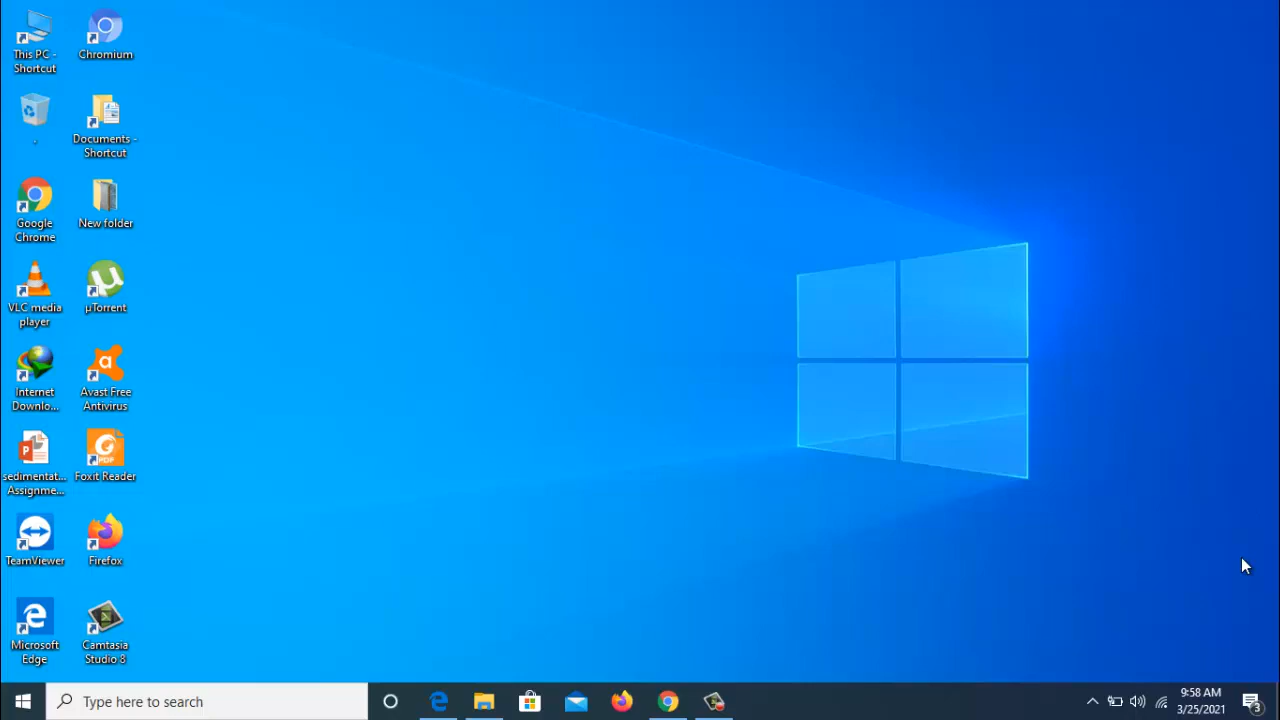 This PC -
Shortcut
Chromium
.
Documents -
Shortcut
Google
Chrome
New folder
VLC media
player
µTorrent
Internet
Downlo...
Avast Free
Antivirus
sedimentat...
Assignme...
Foxit Reader
PDF
TeamViewer
Firefox
Microsoft
Edge
Camtasia
Studio 8
Type here to search
9:58 AM
3/25/2021
3